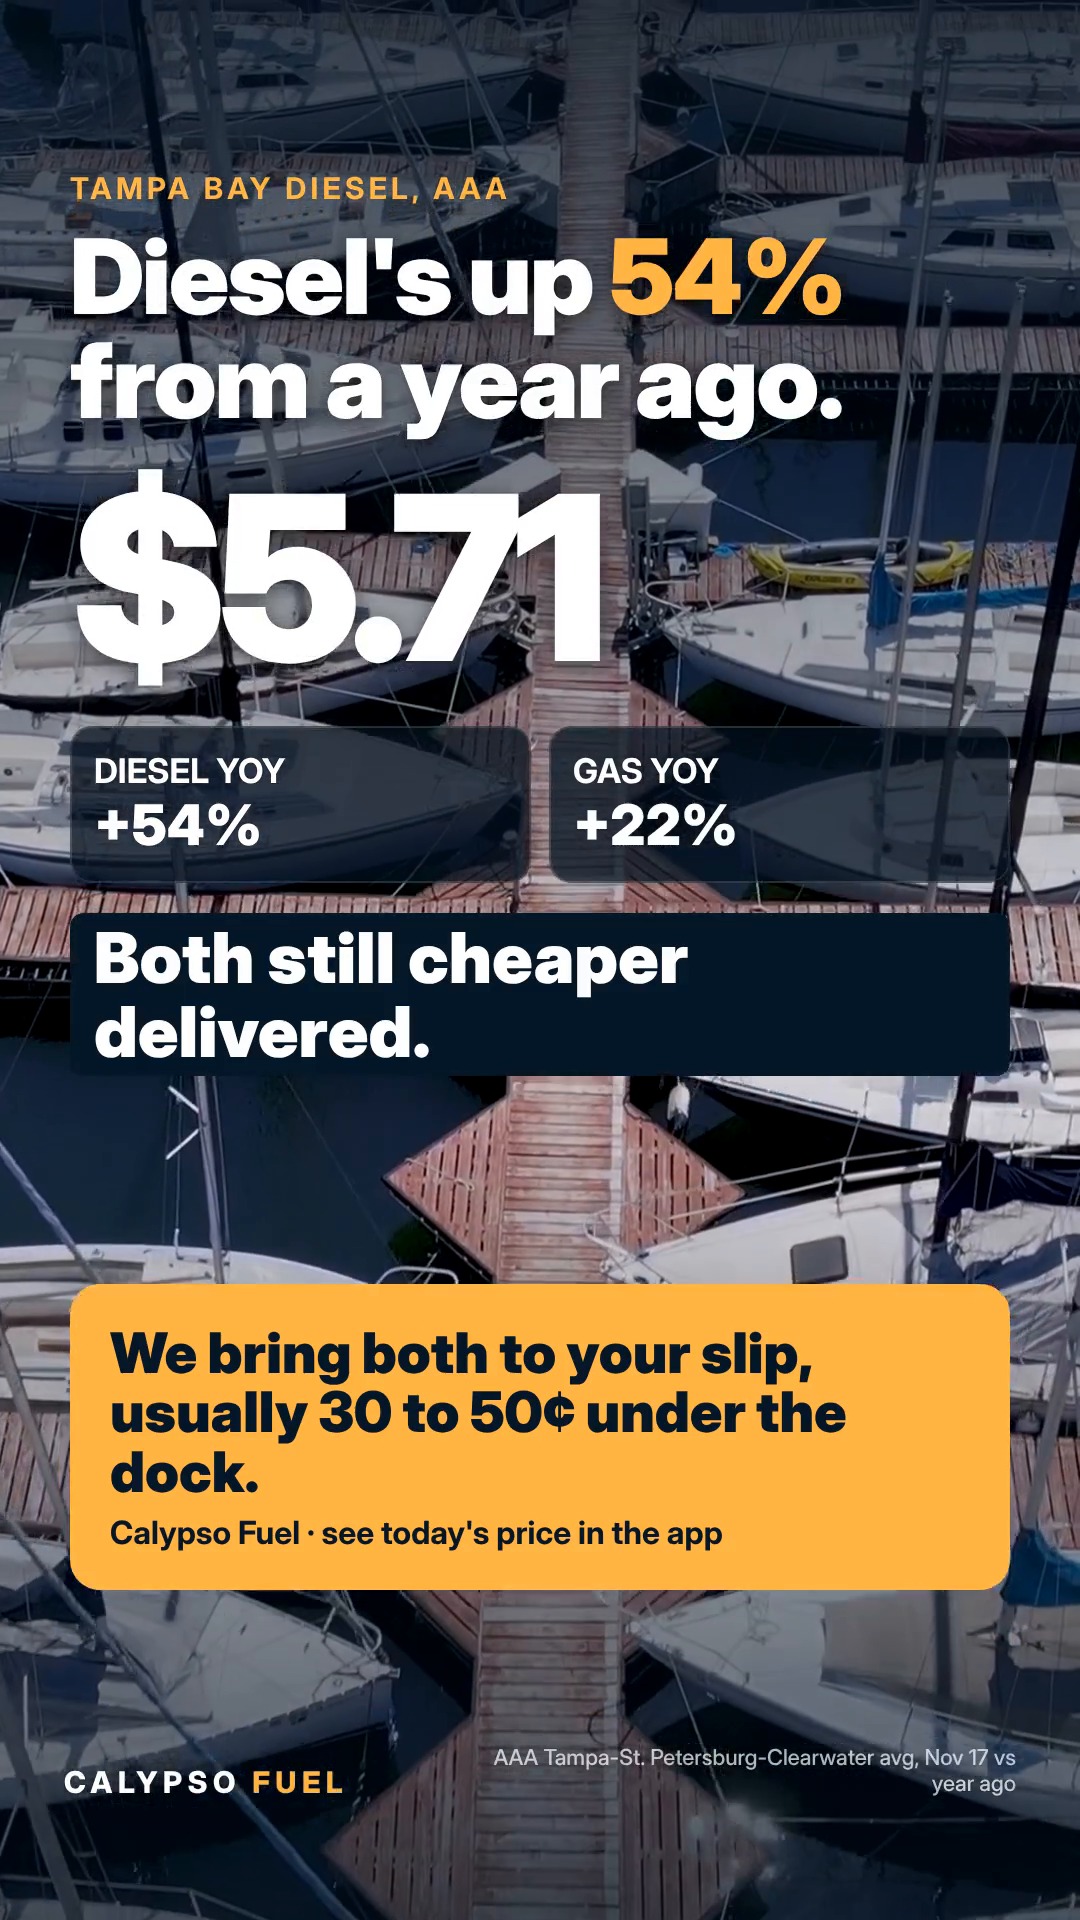 TAMPA BAY DIESEL, AAA
Diesel's up 54%
from a year ago.
$5.71
DIESEL YOY
+54%
GAS YOY
+22%
Both still cheaper
delivered.
We bring both to your slip,
usually 30 to 50¢ under the
dock.
Calypso Fuel · see today's price in the app
CALYPSO FUEL
AAA Tampa-St. Petersburg-Clearwater avg, Nov 17 vs
year ago